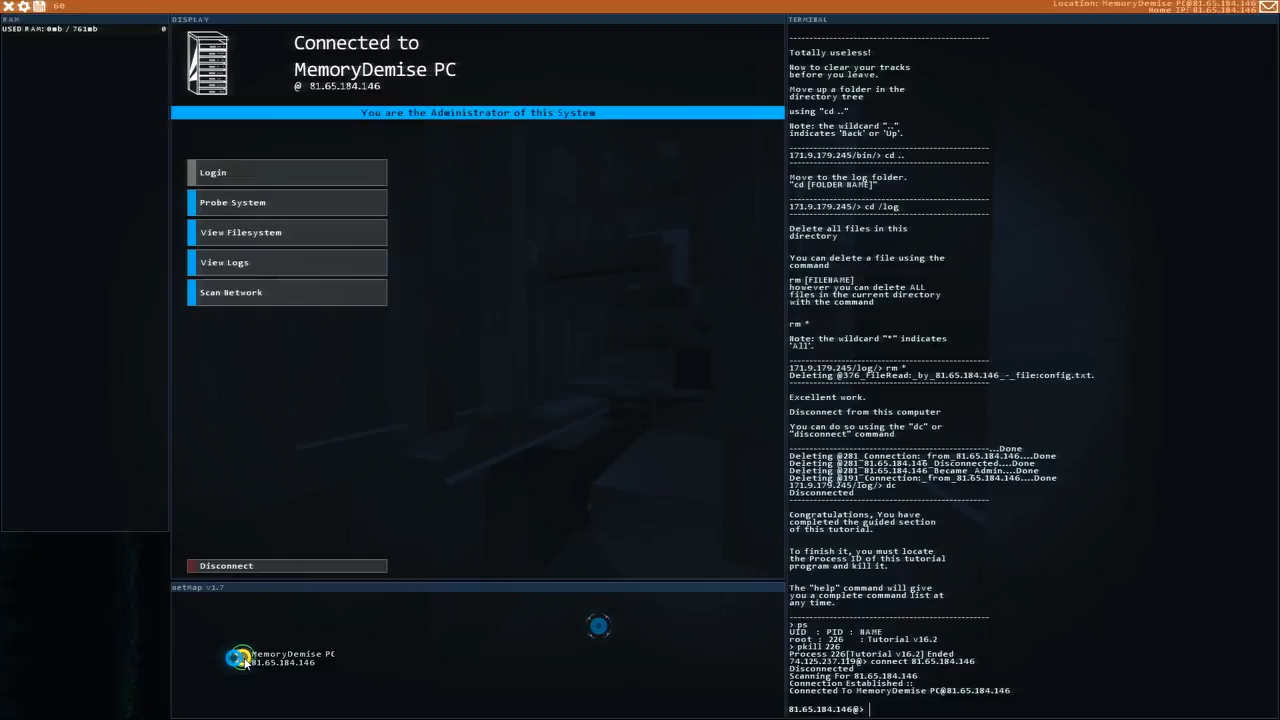 60
Location: MemoryDemise PC@81.65.184.146
Home IP: 81.65.184.146
RAM
USED RAM: 0mb / 761mb
0
DISPLAY
Connected to
MemoryDemise PC
@ 81.65.184.146
You are the Administrator of this System
Login
Probe System
View Filesystem
View Logs
Scan Network
Disconnect
netMap v1.7
MemoryDemise PC
81.65.184.146
TERMINAL
Totally useless!
Now to clear your tracks
before you leave.
Move up a folder in the
directory tree
using "cd .."
Note: the wildcard ".."
indicates 'Back' or 'Up'.
171.9.179.245/bin/> cd ..
Move to the log folder.
"cd [FOLDER NAME]"
171.9.179.245/> cd /log
Delete all files in this
directory
You can delete a file using the
command
rm [FILENAME]
however you can delete ALL
files in the current directory
with the command
rm *
Note: the wildcard "*" indicates
'All'.
171.9.179.245/log/> rm *
Deleting @376_FileRead:_by_81.65.184.146_-_file:config.txt.
Excellent work.
Disconnect from this computer
You can do so using the "dc" or
"disconnect" command
...Done
Deleting @281_Connection:_from_81.65.184.146....Done
Deleting @281_81.65.184.146_Disconnected....Done
Deleting @281_81.65.184.146_Became_Admin....Done
Deleting @191_Connection:_from_81.65.184.146....Done
171.9.179.245/log/> dc
Disconnected
Congratulations, You have
completed the guided section
of this tutorial.
To finish it, you must locate
the Process ID of this tutorial
program and kill it.
The "help" command will give
you a complete command list at
any time.
> ps
UID : PID : NAME
root : 226 : Tutorial v16.2
> pkill 226
Process 226[Tutorial v16.2] Ended
74.125.237.119@> connect 81.65.184.146
Disconnected
Scanning For 81.65.184.146
Connection Established ::
Connected To MemoryDemise PC@81.65.184.146
81.65.184.146@>